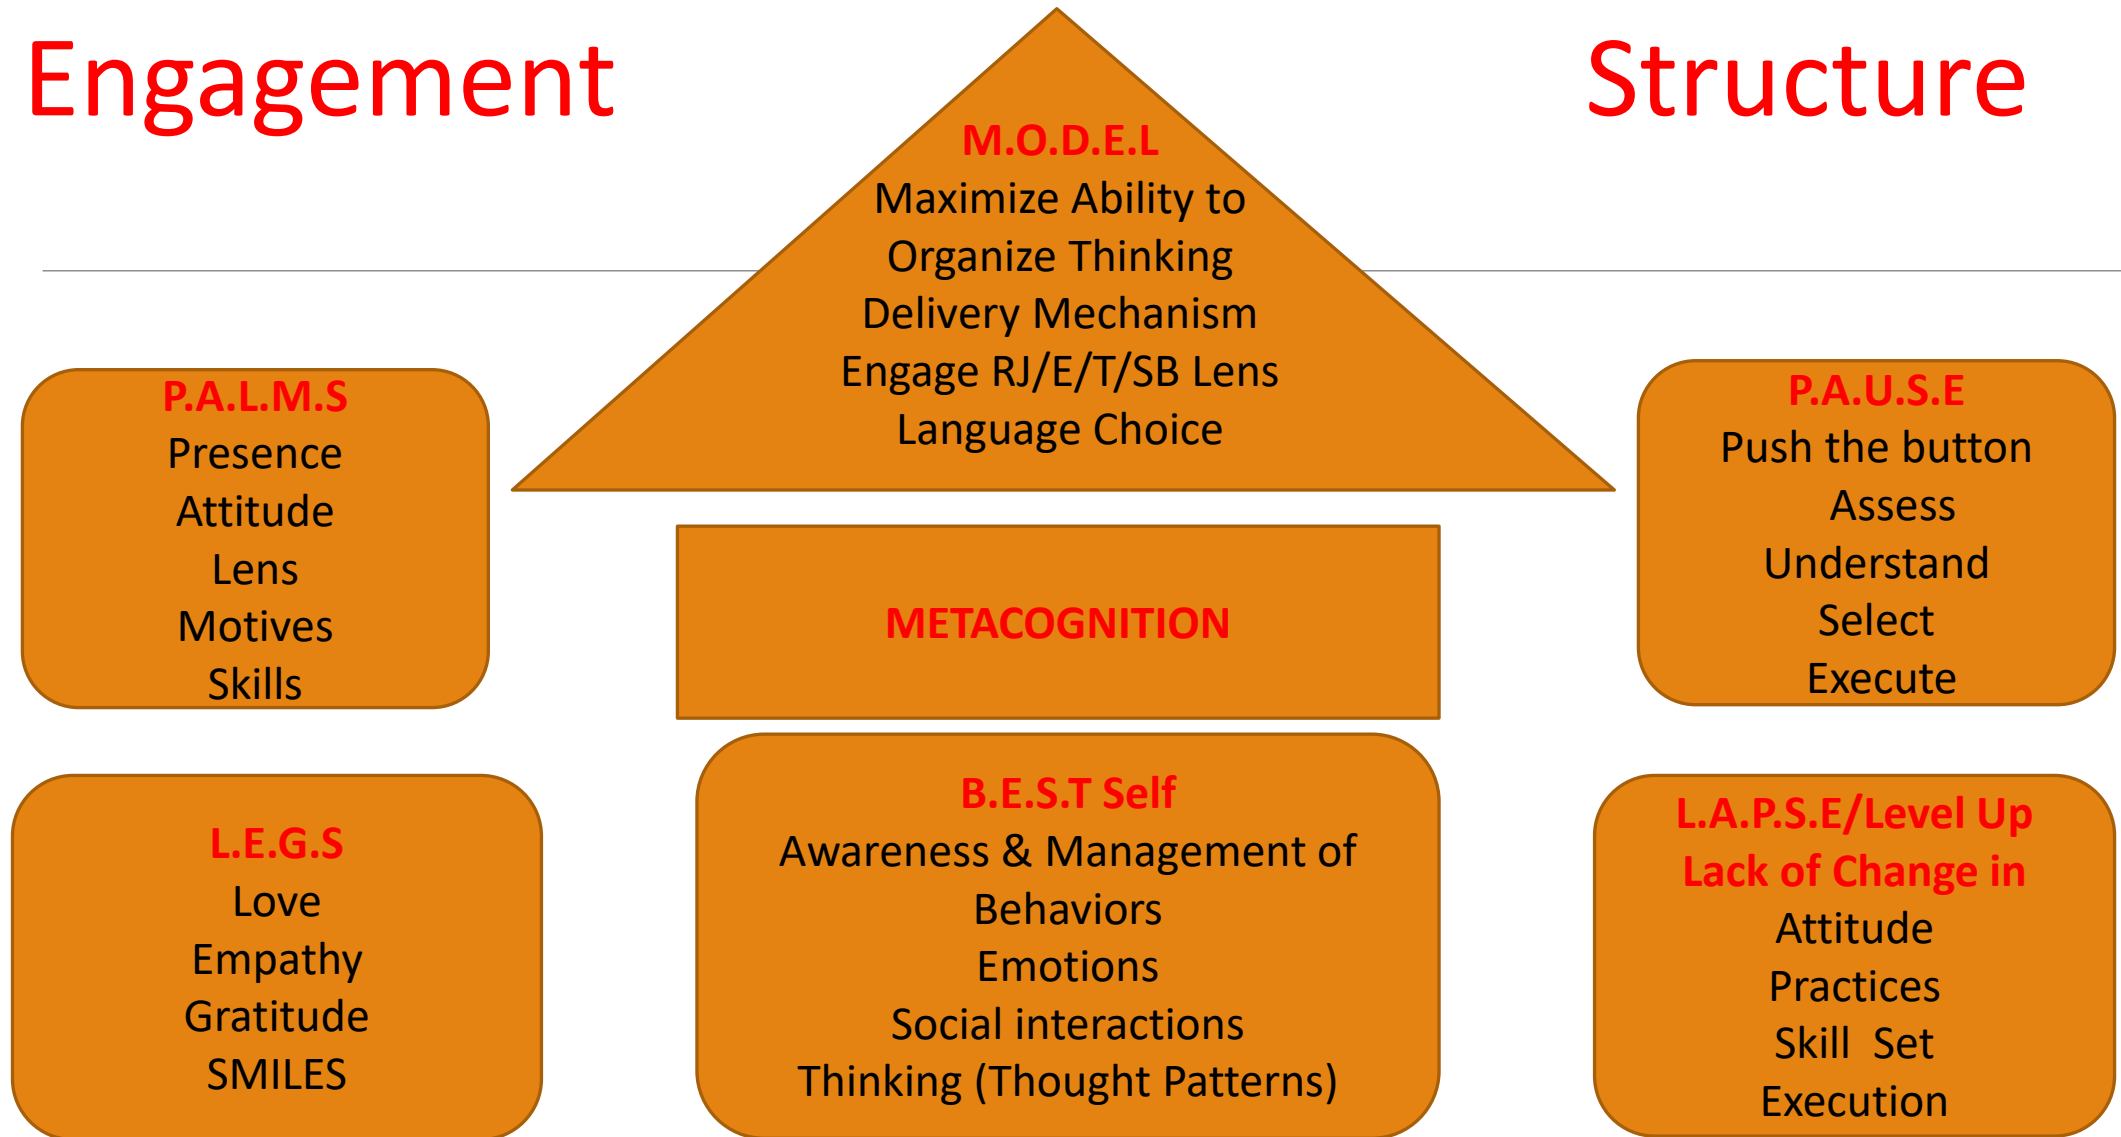 Engagement
Structure
M.O.D.E.L
Maximize Ability to
Organize Thinking
Delivery Mechanism
Engage RJ/E/T/SB Lens
Language Choice
P.A.L.M.S
Presence
Attitude
Lens
Motives
Skills
METACOGNITION
P.A.U.S.E
Push the button
Assess
Understand
Select
Execute
L.E.G.S
Love
Empathy
Gratitude
SMILES
B.E.S.T Self
Awareness & Management of
Behaviors
Emotions
Social interactions
Thinking (Thought Patterns)
L.A.P.S.E/Level Up
Lack of Change in
Attitude
Practices
Skill  Set
Execution